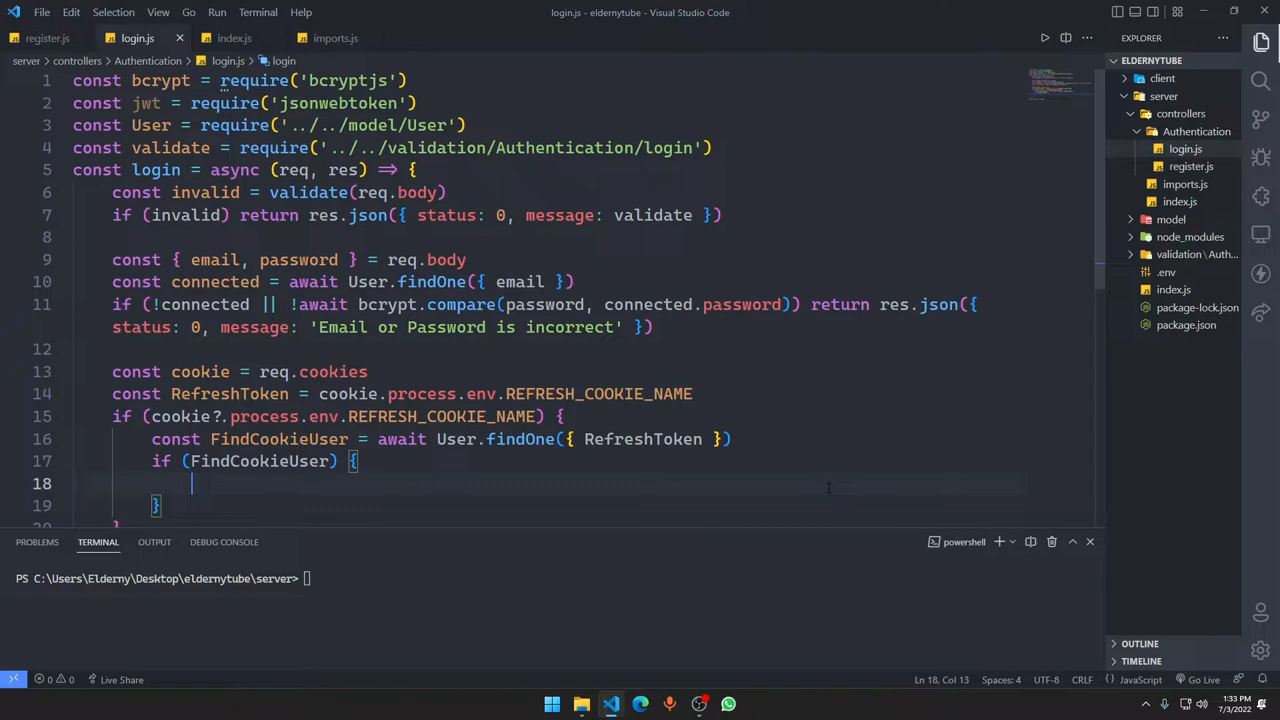 File Edit Selection View Go Run Terminal Help
login.js - eldernytube - Visual Studio Code
register.js login.js index.js imports.js
server > controllers > Authentication > login.js > login
1 const bcrypt = require('bcryptjs')
2 const jwt = require('jsonwebtoken')
3 const User = require('../../model/User')
4 const validate = require('../../validation/Authentication/login')
5 const login = async (req, res) => {
6 const invalid = validate(req.body)
7 if (invalid) return res.json({ status: 0, message: validate })
8
9 const { email, password } = req.body
10 const connected = await User.findOne({ email })
11 if (!connected || !await bcrypt.compare(password, connected.password)) return res.json({
status: 0, message: 'Email or Password is incorrect' })
12
13 const cookie = req.cookies
14 const RefreshToken = cookie.process.env.REFRESH_COOKIE_NAME
15 if (cookie?.process.env.REFRESH_COOKIE_NAME) {
16 const FindCookieUser = await User.findOne({ RefreshToken })
17 if (FindCookieUser) {
18
19 }
20 }
PROBLEMS TERMINAL OUTPUT DEBUG CONSOLE
powershell
PS C:\Users\Elderny\Desktop\eldernytube\server>
EXPLORER
ELDERNYTUBE
client
server
controllers
Authentication
login.js
register.js
imports.js
index.js
model
node_modules
validation \ Auth...
.env
index.js
package-lock.json
package.json
OUTLINE
TIMELINE
0 0 Live Share
Ln 18, Col 13 Spaces: 4 UTF-8 CRLF JavaScript Go Live
1:33 PM
7/3/2022